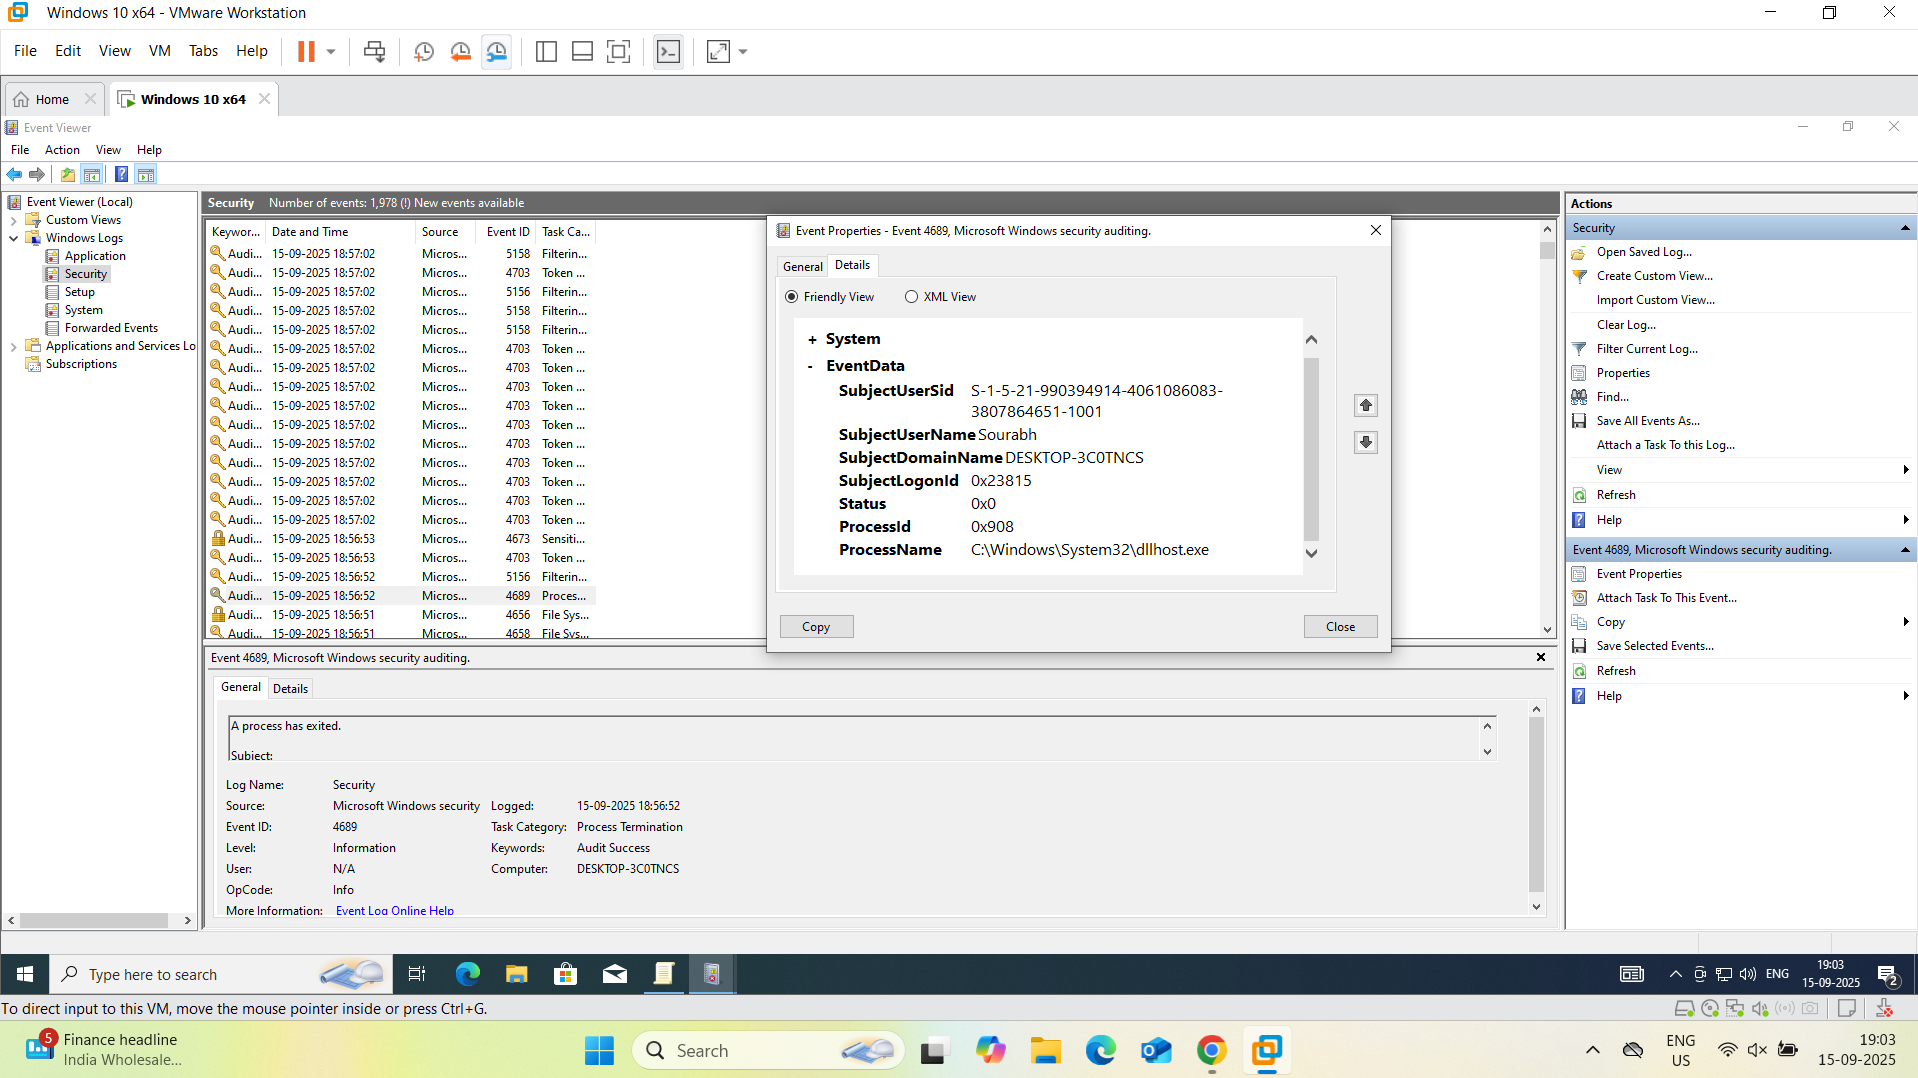 Windows 10 x64 - VMware Workstation
File Edit View VM Tabs Help
Home
Windows 10 x64
Event Viewer
File Action View Help
Event Viewer (Local)
Custom Views
Windows Logs
Application
Security
Setup
System
Forwarded Events
Applications and Services Lo
Subscriptions
Security Number of events: 1,978 (!) New events available
Keywor... Date and Time Source Event ID Task Ca...
Audi... 15-09-2025 18:57:02 Micros... 5158 Filterin...
Audi... 15-09-2025 18:57:02 Micros... 4703 Token ...
Audi... 15-09-2025 18:57:02 Micros... 5156 Filterin...
Audi... 15-09-2025 18:57:02 Micros... 5158 Filterin...
Audi... 15-09-2025 18:57:02 Micros... 5158 Filterin...
Audi... 15-09-2025 18:57:02 Micros... 4703 Token ...
Audi... 15-09-2025 18:57:02 Micros... 4703 Token ...
Audi... 15-09-2025 18:57:02 Micros... 4703 Token ...
Audi... 15-09-2025 18:57:02 Micros... 4703 Token ...
Audi... 15-09-2025 18:57:02 Micros... 4703 Token ...
Audi... 15-09-2025 18:57:02 Micros... 4703 Token ...
Audi... 15-09-2025 18:57:02 Micros... 4703 Token ...
Audi... 15-09-2025 18:57:02 Micros... 4703 Token ...
Audi... 15-09-2025 18:57:02 Micros... 4703 Token ...
Audi... 15-09-2025 18:57:02 Micros... 4703 Token ...
Audi... 15-09-2025 18:56:53 Micros... 4673 Sensiti...
Audi... 15-09-2025 18:56:53 Micros... 4703 Token ...
Audi... 15-09-2025 18:56:52 Micros... 5156 Filterin...
Audi... 15-09-2025 18:56:52 Micros... 4689 Proces...
Audi... 15-09-2025 18:56:51 Micros... 4656 File Sys...
Audi... 15-09-2025 18:56:51 Micros... 4658 File Sys...
Event Properties - Event 4689, Microsoft Windows security auditing.
General Details
Friendly View XML View
+ System
- EventData
SubjectUserSid S-1-5-21-990394914-4061086083-
3807864651-1001
SubjectUserName Sourabh
SubjectDomainName DESKTOP-3C0TNCS
SubjectLogonId 0x23815
Status 0x0
ProcessId 0x908
ProcessName C:\Windows\System32\dllhost.exe
Copy Close
Event 4689, Microsoft Windows security auditing.
General Details
A process has exited.
Subject:
Log Name: Security
Source: Microsoft Windows security Logged: 15-09-2025 18:56:52
Event ID: 4689 Task Category: Process Termination
Level: Information Keywords: Audit Success
User: N/A Computer: DESKTOP-3C0TNCS
OpCode: Info
More Information: Event Log Online Help
Actions
Security
Open Saved Log...
Create Custom View...
Import Custom View...
Clear Log...
Filter Current Log...
Properties
Find...
Save All Events As...
Attach a Task To this Log...
View
Refresh
Help
Event 4689, Microsoft Windows security auditing.
Event Properties
Attach Task To This Event...
Copy
Save Selected Events...
Refresh
Help
Type here to search
ENG
19:03
15-09-2025
2
To direct input to this VM, move the mouse pointer inside or press Ctrl+G.
5
Finance headline
India Wholesale...
Search
ENG
US
19:03
15-09-2025